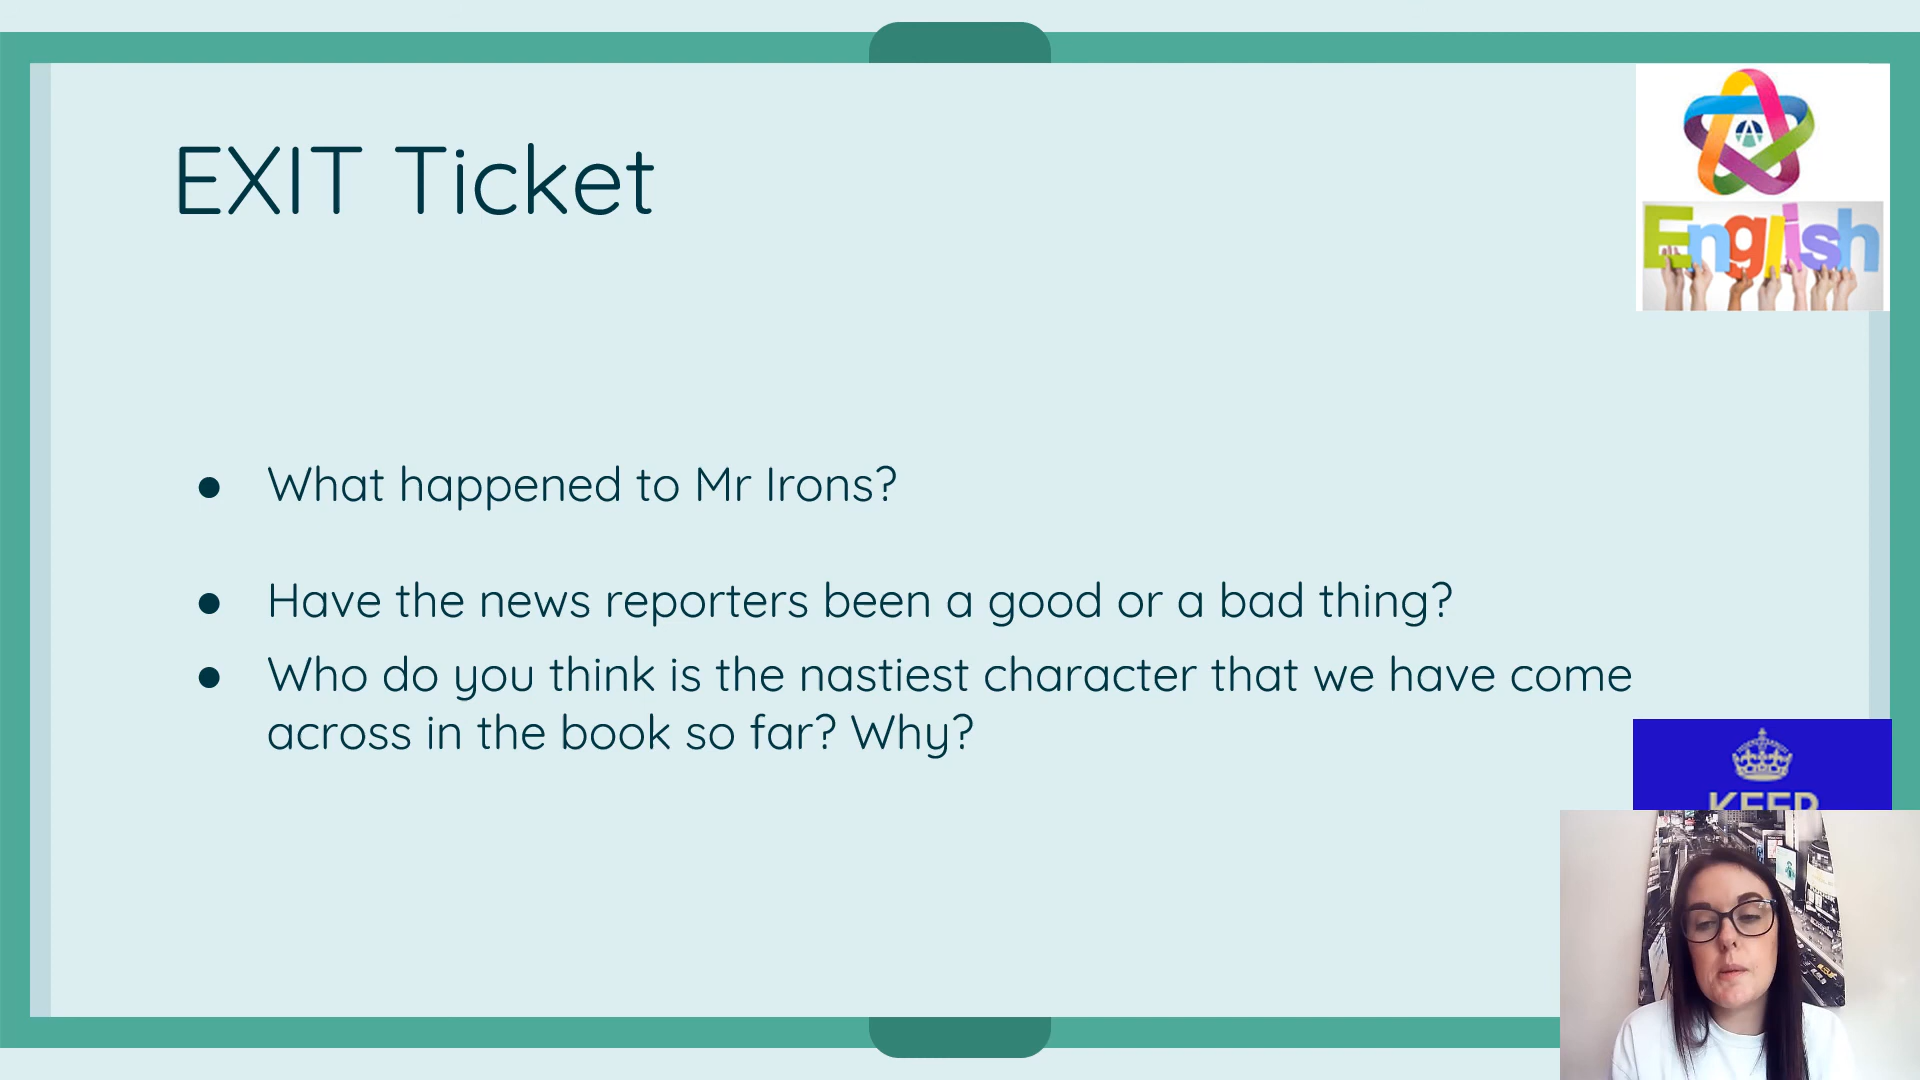 EXIT Ticket
English
What happened to Mr Irons?
Have the news reporters been a good or a bad thing?
Who do you think is the nastiest character that we have come
across in the book so far? Why?
KEEP